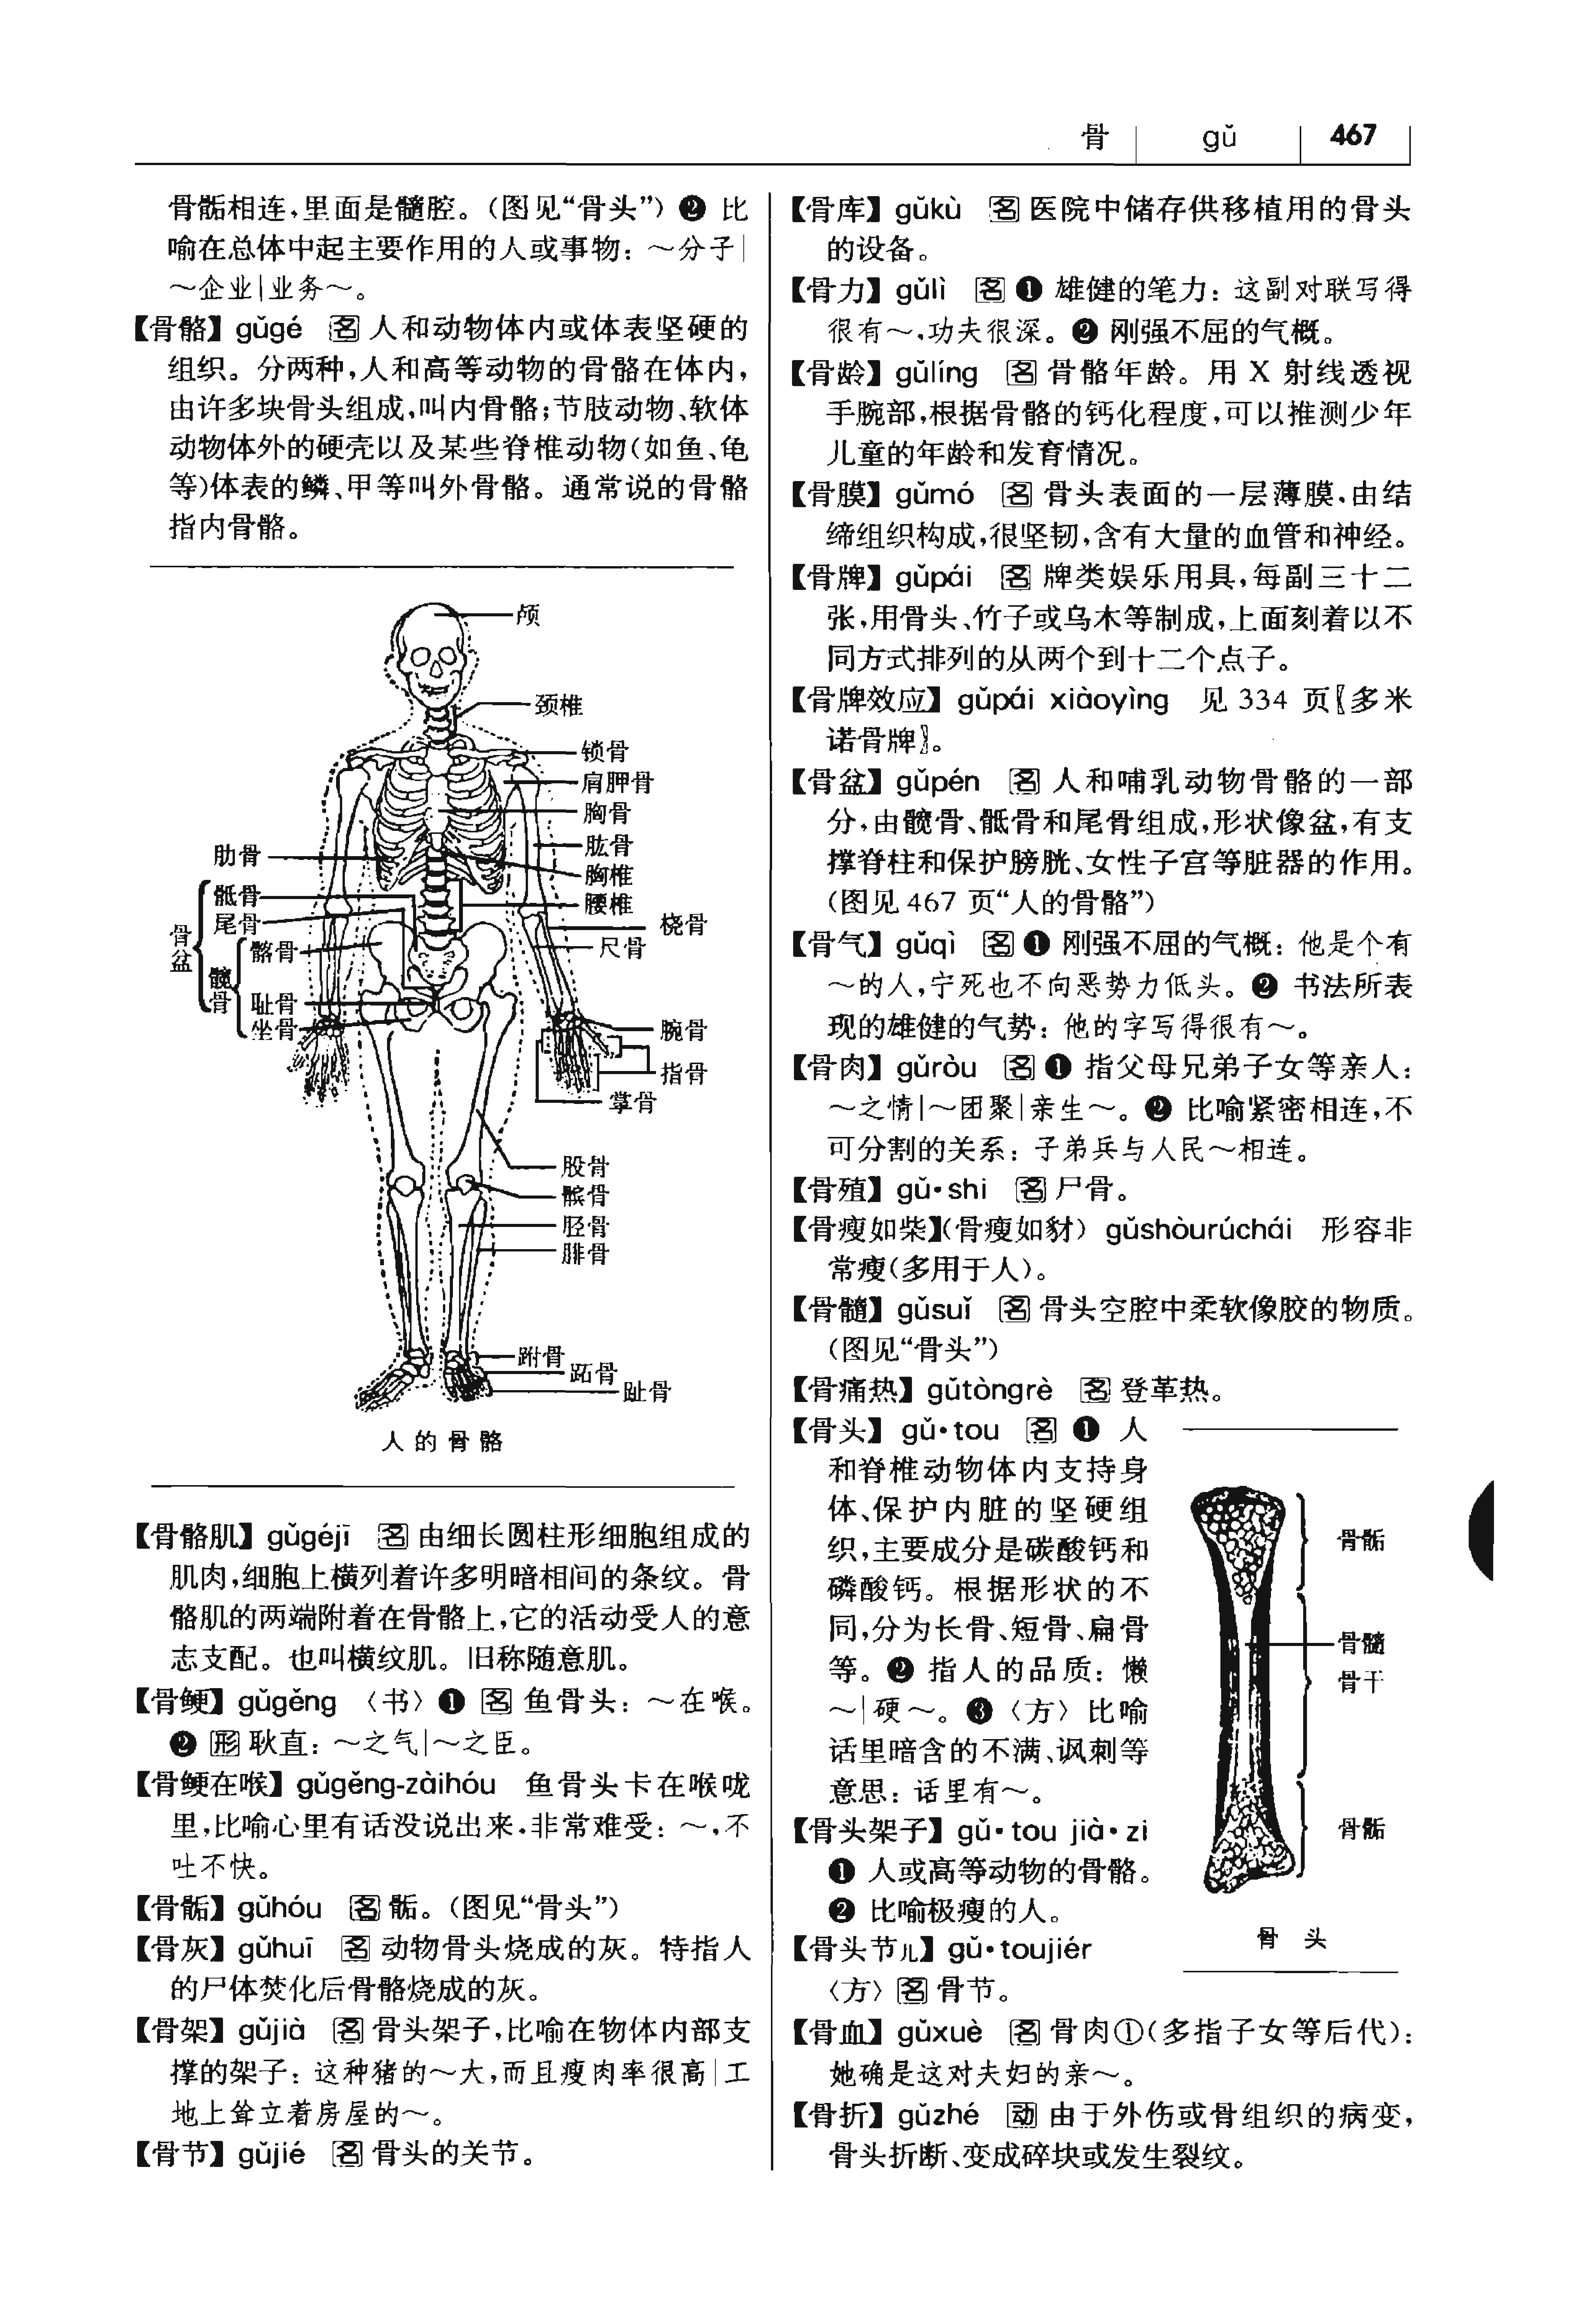 骨 gǔ 467
骨骺相连,里面是髓腔。(图见“骨头”)❷ 比
喻在总体中起主要作用的人或事物:～分子|
～企业|业务～。
【骨骼】gǔgé 名 人和动物体内或体表坚硬的
组织。分两种,人和高等动物的骨骼在体内,
由许多块骨头组成,叫内骨骼;节肢动物、软体
动物体外的硬壳以及某些脊椎动物(如鱼、龟
等)体表的鳞、甲等叫外骨骼。通常说的骨骼
指内骨骼。
颅
颈椎
锁骨
肩胛骨
胸骨
肱骨
胸椎
腰椎
桡骨
尺骨
肋骨
骶骨
尾骨
骨盆
髂骨
髋骨
耻骨
坐骨
腕骨
指骨
掌骨
股骨
髌骨
胫骨
腓骨
跗骨
跖骨
趾骨
人的骨骼
【骨骼肌】gǔgéjī 名 由细长圆柱形细胞组成的
肌肉,细胞上横列着许多明暗相间的条纹。骨
骼肌的两端附着在骨骼上,它的活动受人的意
志支配。也叫横纹肌。旧称随意肌。
【骨鲠】gǔgěng 〈书〉❶ 名 鱼骨头:～在喉。
❷ 形 耿直:～之气|～之臣。
【骨鲠在喉】gǔgěng-zàihóu 鱼骨头卡在喉咙
里,比喻心里有话没说出来,非常难受:～,不
吐不快。
【骨骺】gǔhóu 名 骺。(图见“骨头”)
【骨灰】gǔhuī 名 动物骨头烧成的灰。特指人
的尸体焚化后骨骼烧成的灰。
【骨架】gǔjià 名 骨头架子,比喻在物体内部支
撑的架子:这种猪的～大,而且瘦肉率很高|工
地上耸立着房屋的～。
【骨节】gǔjié 名 骨头的关节。
【骨库】gǔkù 名 医院中储存供移植用的骨头
的设备。
【骨力】gǔlì 名 ❶ 雄健的笔力:这副对联写得
很有～,功夫很深。❷ 刚强不屈的气概。
【骨龄】gǔlíng 名 骨骼年龄。用 X 射线透视
手腕部,根据骨骼的钙化程度,可以推测少年
儿童的年龄和发育情况。
【骨膜】gǔmó 名 骨头表面的一层薄膜,由结
缔组织构成,很坚韧,含有大量的血管和神经。
【骨牌】gǔpái 名 牌类娱乐用具,每副三十二
张,用骨头、竹子或乌木等制成,上面刻着以不
同方式排列的从两个到十二个点子。
【骨牌效应】gǔpái xiàoyìng 见 334 页〖多米
诺骨牌〗。
【骨盆】gǔpén 名 人和哺乳动物骨骼的一部
分,由髋骨、骶骨和尾骨组成,形状像盆,有支
撑脊柱和保护膀胱、女性子宫等脏器的作用。
(图见 467 页“人的骨骼”)
【骨气】gǔqì 名 ❶ 刚强不屈的气概:他是个有
～的人,宁死也不向恶势力低头。❷ 书法所表
现的雄健的气势:他的字写得很有～。
【骨肉】gǔròu 名 ❶ 指父母兄弟子女等亲人:
～之情|～团聚|亲生～。❷ 比喻紧密相连,不
可分割的关系:子弟兵与人民～相连。
【骨殖】gǔ·shi 名 尸骨。
【骨瘦如柴】(骨瘦如豺) gǔshòurúchái 形容非
常瘦(多用于人)。
【骨髓】gǔsuǐ 名 骨头空腔中柔软像胶的物质。
(图见“骨头”)
【骨痛热】gǔtòngrè 名 登革热。
【骨头】gǔ·tou 名 ❶ 人
和脊椎动物体内支持身
体、保护内脏的坚硬组
织,主要成分是碳酸钙和
磷酸钙。根据形状的不
同,分为长骨、短骨、扁骨
等。❷ 指人的品质:懒
～|硬～。❸〈方〉比喻
话里暗含的不满、讽刺等
意思:话里有～。
【骨头架子】gǔ·tou jià·zi
❶ 人或高等动物的骨骼。
❷ 比喻极瘦的人。
【骨头节儿】gǔ·toujiér
〈方〉名 骨节。
骨骺
骨髓
骨干
骨骺
骨 头
【骨血】gǔxuè 名 骨肉①(多指子女等后代):
她确是这对夫妇的亲～。
【骨折】gǔzhé 动 由于外伤或骨组织的病变,
骨头折断、变成碎块或发生裂纹。